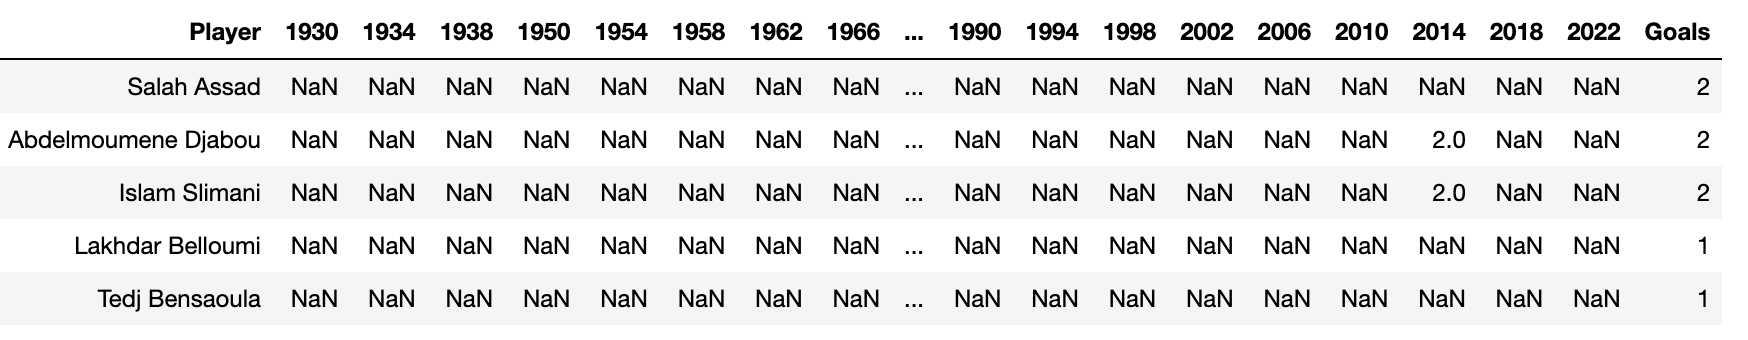 Player 1930 1934 1938 1950 1954 1958 1962 1966 ... 1990 1994 1998 2002 2006 2010 2014 2018 2022 Goals
Salah Assad NaN NaN NaN NaN NaN NaN NaN NaN ... NaN NaN NaN NaN NaN NaN NaN NaN NaN 2
Abdelmoumene Djabou NaN NaN NaN NaN NaN NaN NaN NaN ... NaN NaN NaN NaN NaN NaN 2.0 NaN NaN 2
Islam Slimani NaN NaN NaN NaN NaN NaN NaN NaN ... NaN NaN NaN NaN NaN NaN 2.0 NaN NaN 2
Lakhdar Belloumi NaN NaN NaN NaN NaN NaN NaN NaN ... NaN NaN NaN NaN NaN NaN NaN NaN NaN 1
Tedj Bensaoula NaN NaN NaN NaN NaN NaN NaN NaN ... NaN NaN NaN NaN NaN NaN NaN NaN NaN 1